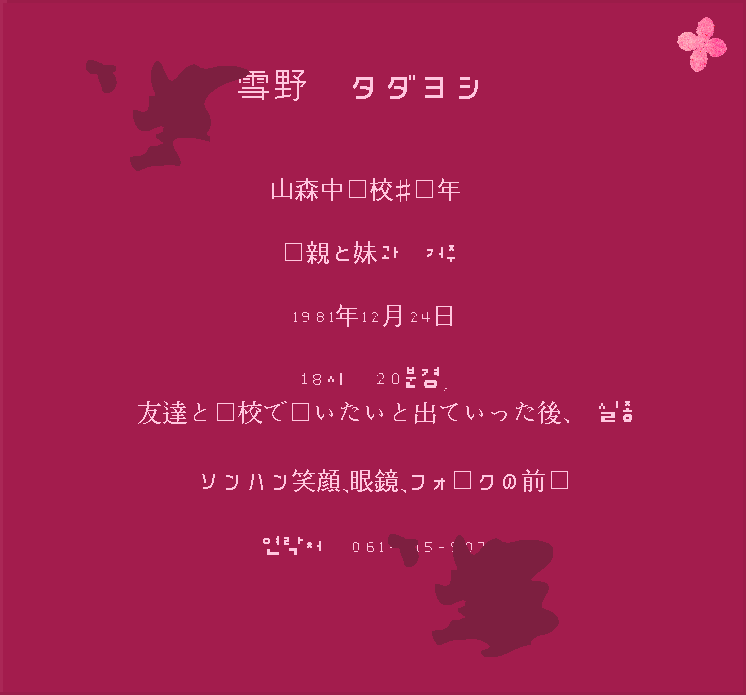 雪野 タダヨシ
山森中□校♯□年
□親と妹과 거주
1981年12月24日
18시 20분경,
友達と□校で□いたいと出ていった後、 실종
ソンハン笑顔、眼鏡、フォ□クの前□
연락처 061-